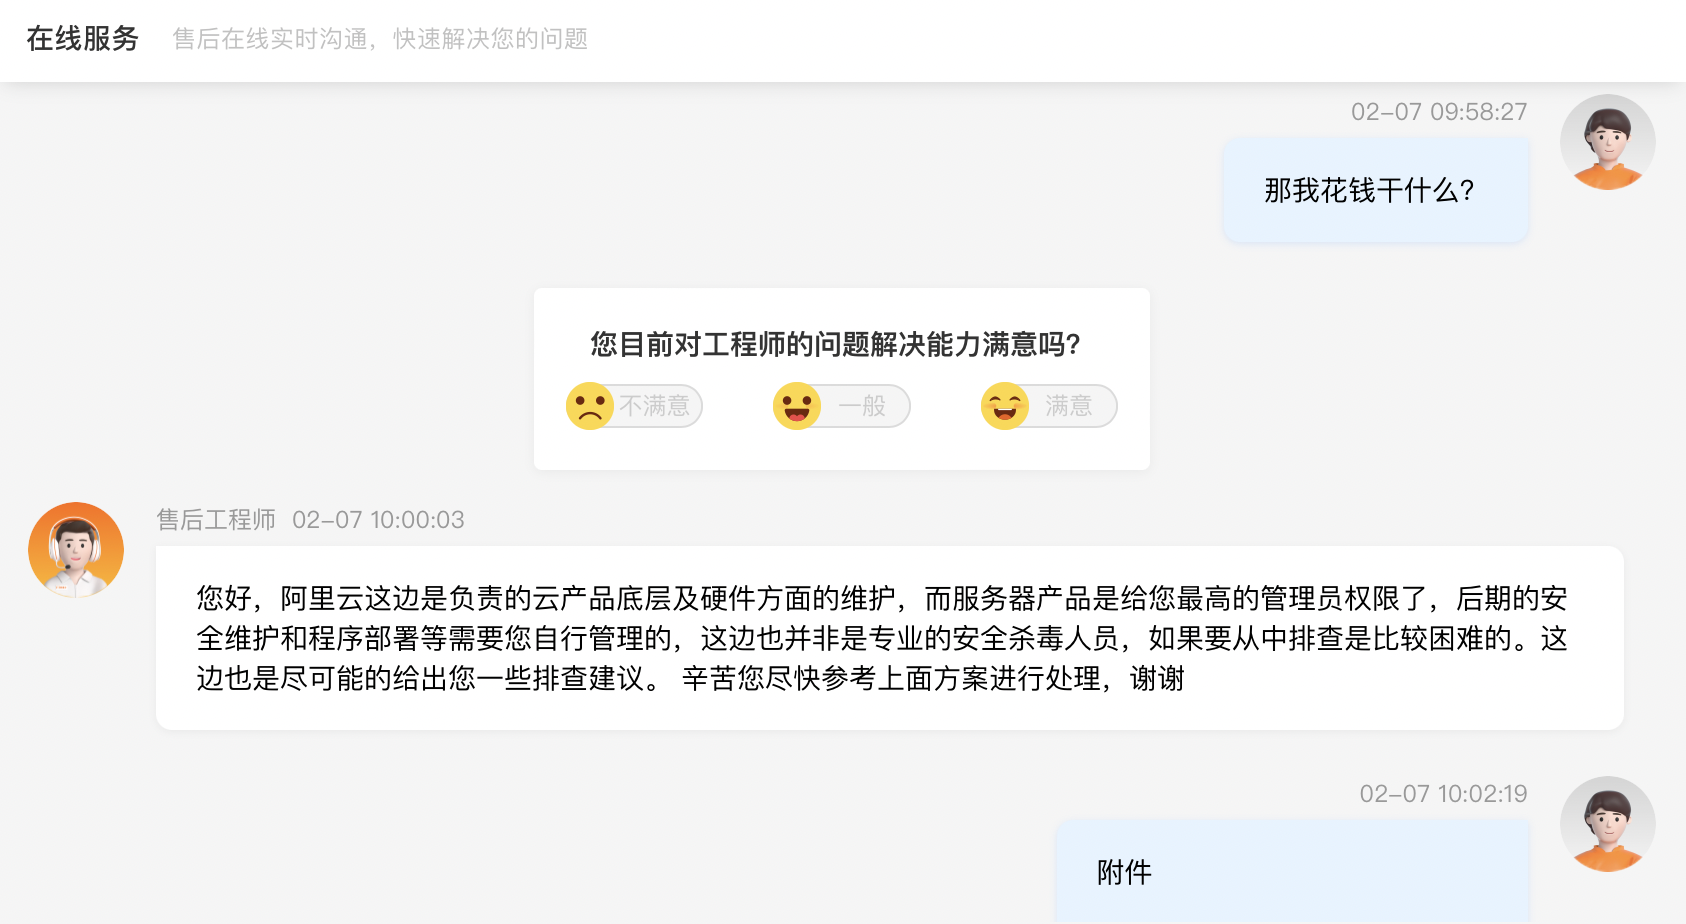 在线服务 售后在线实时沟通，快速解决您的问题
02-07 09:58:27
那我花钱干什么?
您目前对工程师的问题解决能力满意吗?
不满意 一般 满意
售后工程师 02-07 10:00:03
您好，阿里云这边是负责的云产品底层及硬件方面的维护，而服务器产品是给您最高的管理员权限了，后期的安
全维护和程序部署等需要您自行管理的，这边也并非是专业的安全杀毒人员，如果要从中排查是比较困难的。这
边也是尽可能的给出您一些排查建议。 辛苦您尽快参考上面方案进行处理，谢谢
02-07 10:02:19
附件